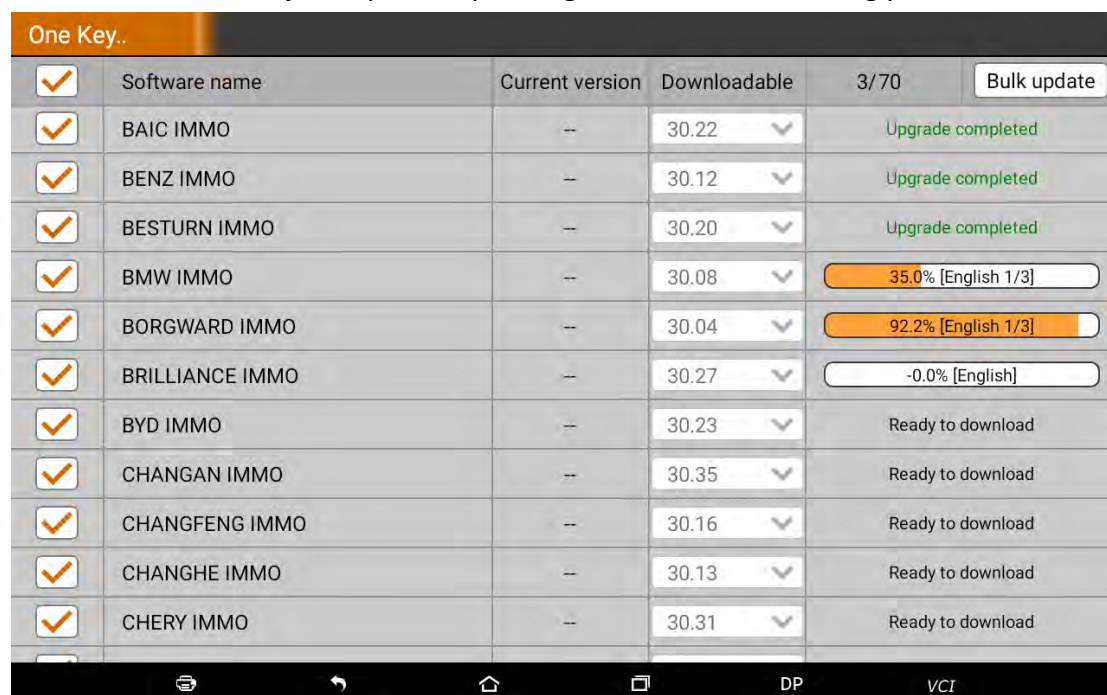 One Key..
Software name Current version Downloadable 3/70 Bulk update
BAIC IMMO -- 30.22 Upgrade completed
BENZ IMMO -- 30.12 Upgrade completed
BESTURN IMMO -- 30.20 Upgrade completed
BMW IMMO -- 30.08 35.0% [English 1/3]
BORGWARD IMMO -- 30.04 92.2% [English 1/3]
BRILLIANCE IMMO -- 30.27 -0.0% [English]
BYD IMMO -- 30.23 Ready to download
CHANGAN IMMO -- 30.35 Ready to download
CHANGFENG IMMO -- 30.16 Ready to download
CHANGHE IMMO -- 30.13 Ready to download
CHERY IMMO -- 30.31 Ready to download
DP VCI